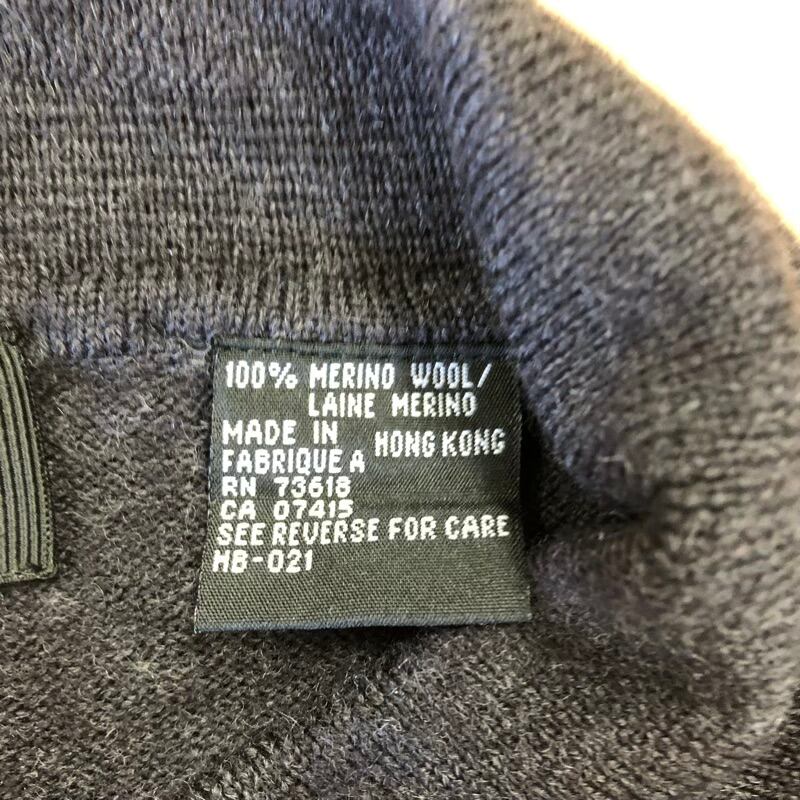 100% MERINO WOOL/
LAINE MERINO
MADE IN HONG KONG
FABRIQUE A
RN 73618
CA 07415
SEE REVERSE FOR CARE
HB-021